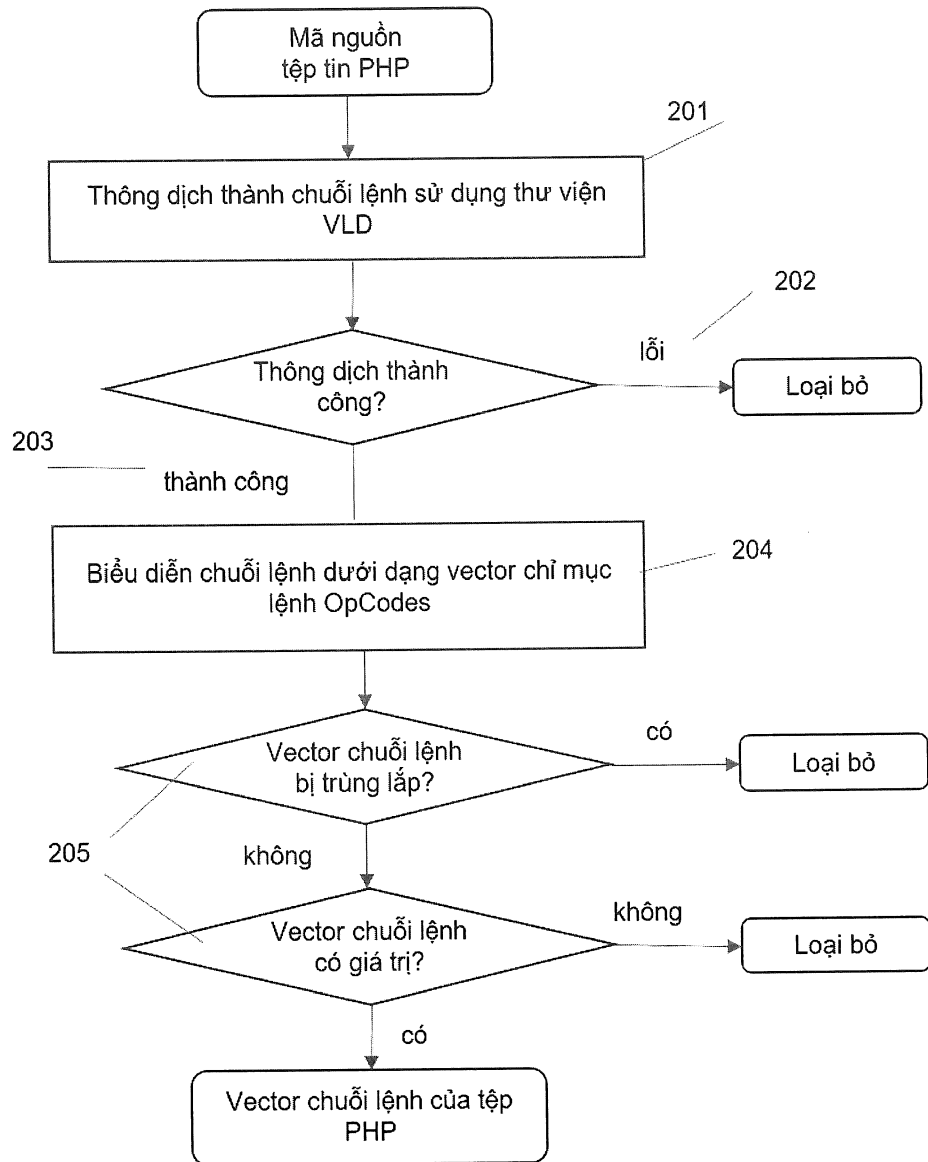 Mã nguồn
tệp tin PHP
201
Thông dịch thành chuỗi lệnh sử dụng thư viện
VLD
202
lỗi
Thông dịch thành
công?
Loại bỏ
203
thành công
204
Biểu diễn chuỗi lệnh dưới dạng vector chỉ mục
lệnh OpCodes
có
Vector chuỗi lệnh
bị trùng lắp?
Loại bỏ
205
không
không
Vector chuỗi lệnh
có giá trị?
Loại bỏ
có
Vector chuỗi lệnh của tệp
PHP